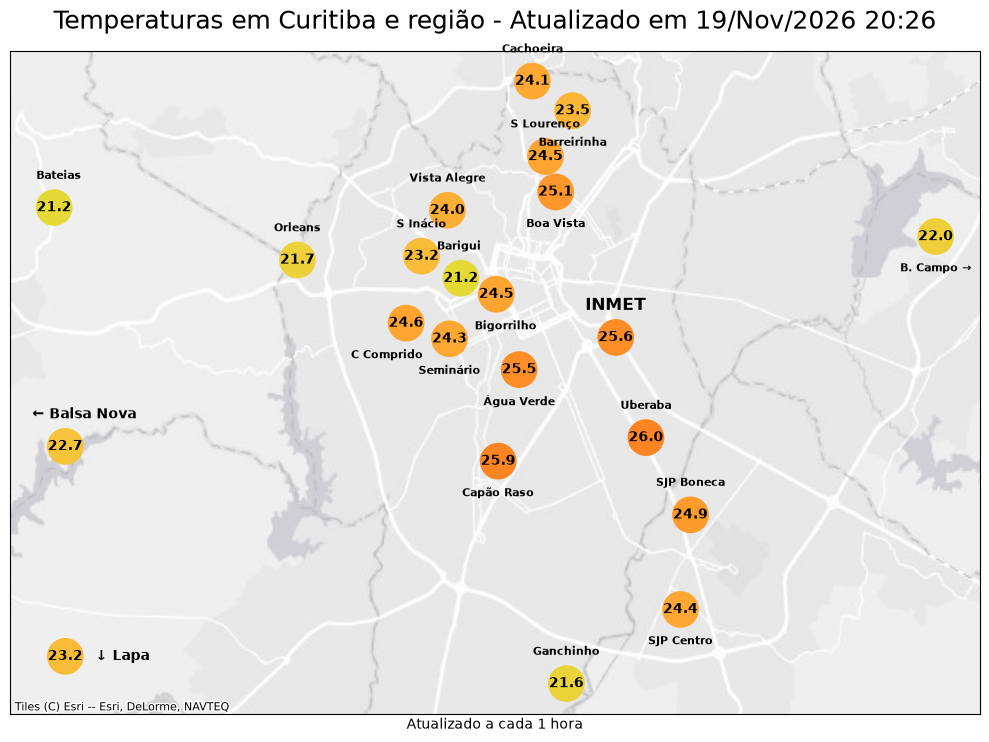 Temperaturas em Curitiba e região - Atualizado em 19/Nov/2026 20:26
Cachoeira
24.1
23.5
S Lourenço
Barreirinha
24.5
Bateias
21.2
Vista Alegre
24.0
25.1
Boa Vista
Orleans
21.7
S Inácio
23.2
Barigui
21.2
22.0
B. Campo →
24.5
Bigorrilho
INMET
25.6
24.6
C Comprido
24.3
Seminário
25.5
Água Verde
← Balsa Nova
22.7
Uberaba
26.0
25.9
Capão Raso
SJP Boneca
24.9
24.4
SJP Centro
23.2 ↓ Lapa
Ganchinho
21.6
Tiles (C) Esri -- Esri, DeLorme, NAVTEQ
Atualizado a cada 1 hora